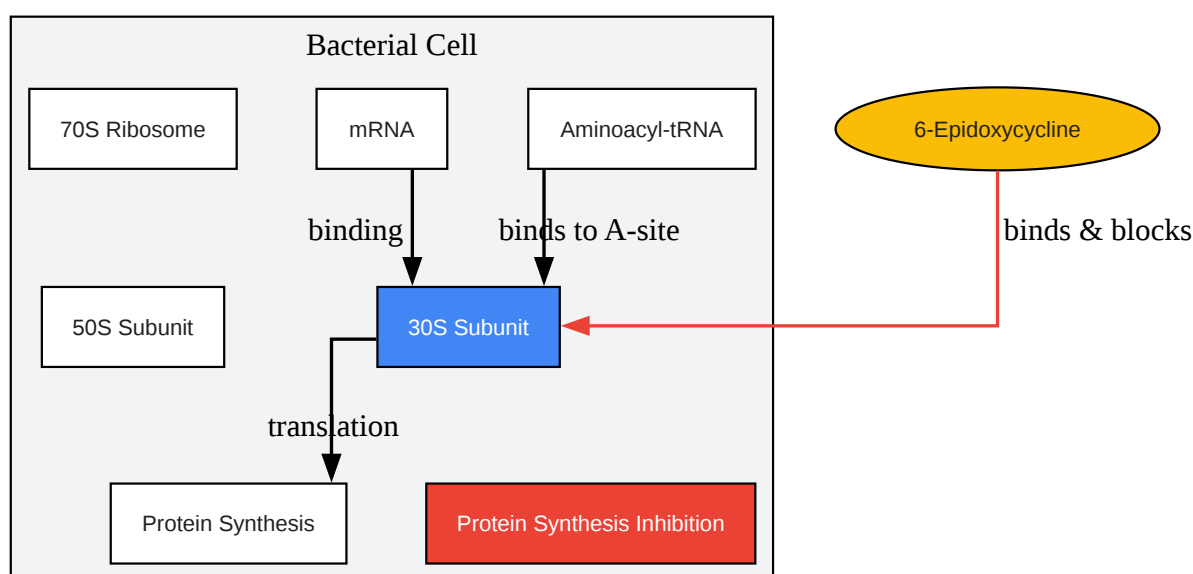 Bacterial Cell
70S Ribosome
mRNA
Aminoacyl-tRNA
6-Epidoxycycline
binding
binds to A-site
binds & blocks
50S Subunit
30S Subunit
translation
Protein Synthesis
Protein Synthesis Inhibition